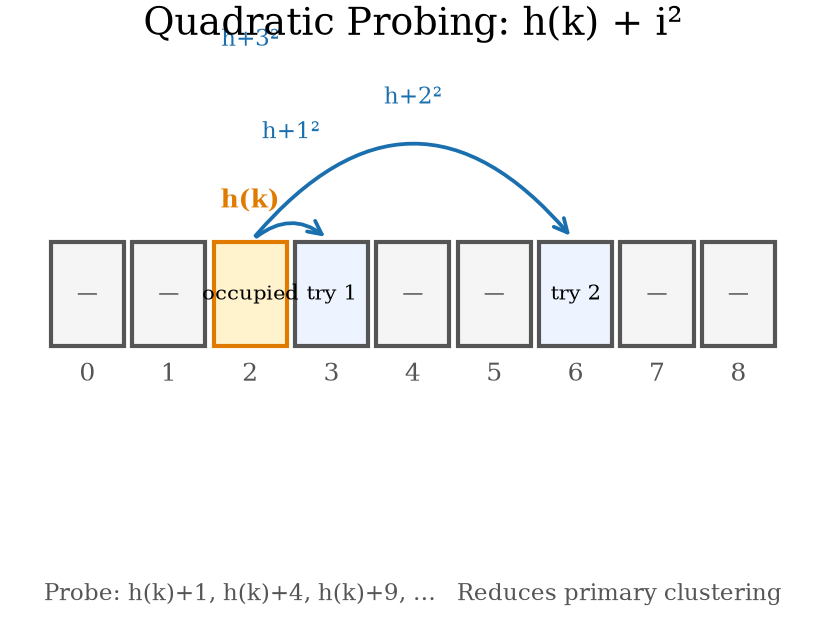 Quadratic Probing: h(k) + i²
h+3²
h+2²
h+1²
h(k)
— — occupied try 1 — — try 2 — —
0 1 2 3 4 5 6 7 8
Probe: h(k)+1, h(k)+4, h(k)+9, … Reduces primary clustering